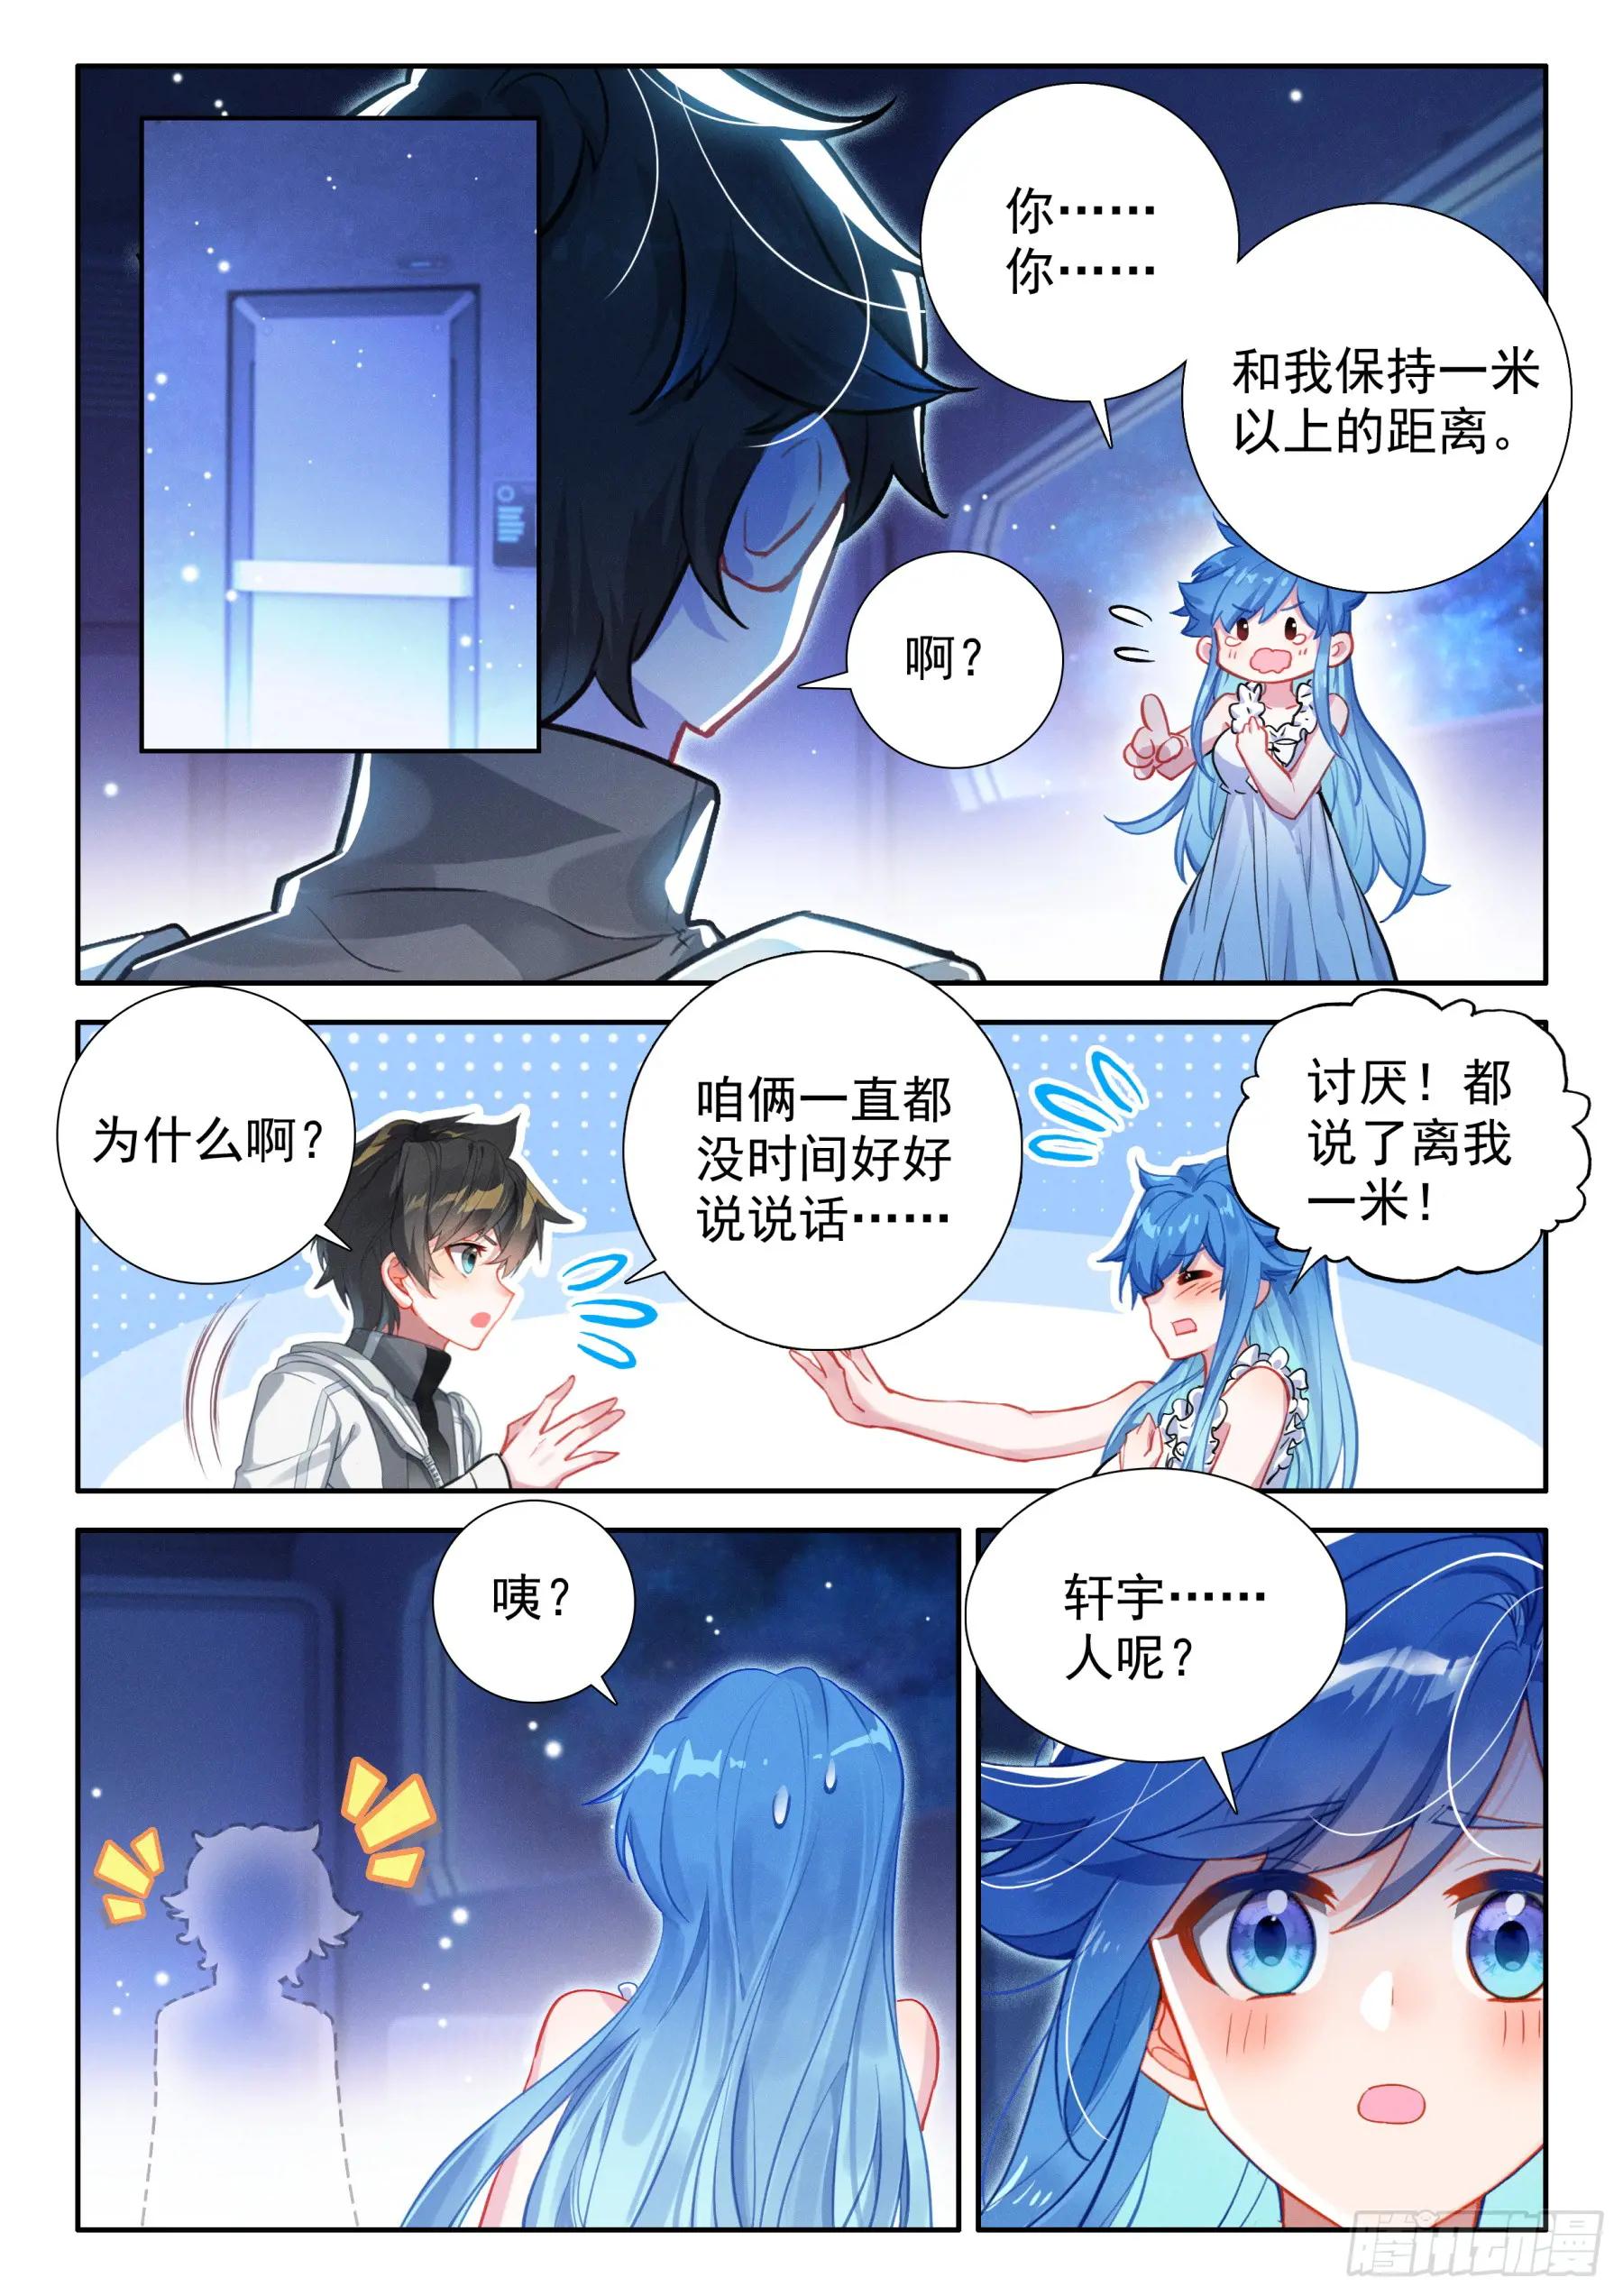 你……
你……
和我保持一米
以上的距离。
啊？
为什么啊？
咱俩一直都
没时间好好
说说话……
讨厌！都
说了离我
一米！
咦？
轩宇……
人呢？
腾讯动漫